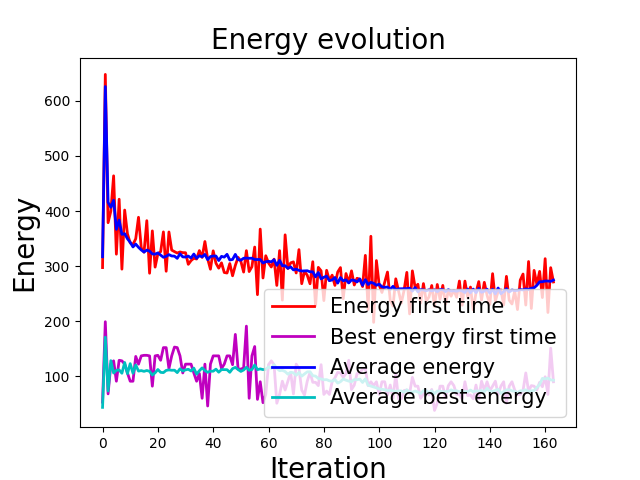 Energy evolution
Energy
600
500
400
300
200
100
0
20
40
60
80
100
120
140
160
Iteration
Energy first time
Best energy first time
Average energy
Average best energy